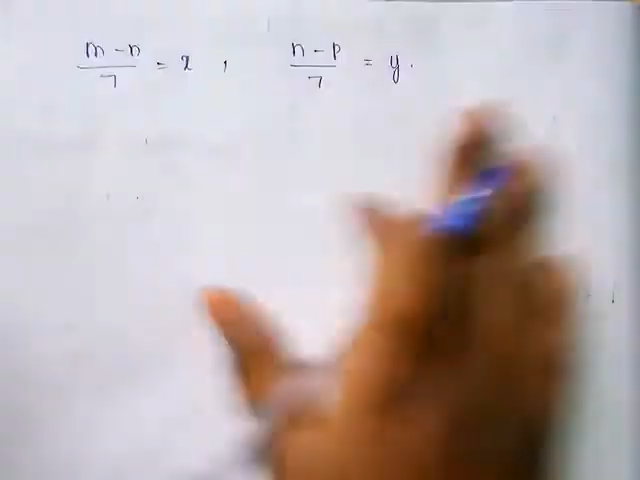 m - n / 7 = x , n - p / 7 = y .